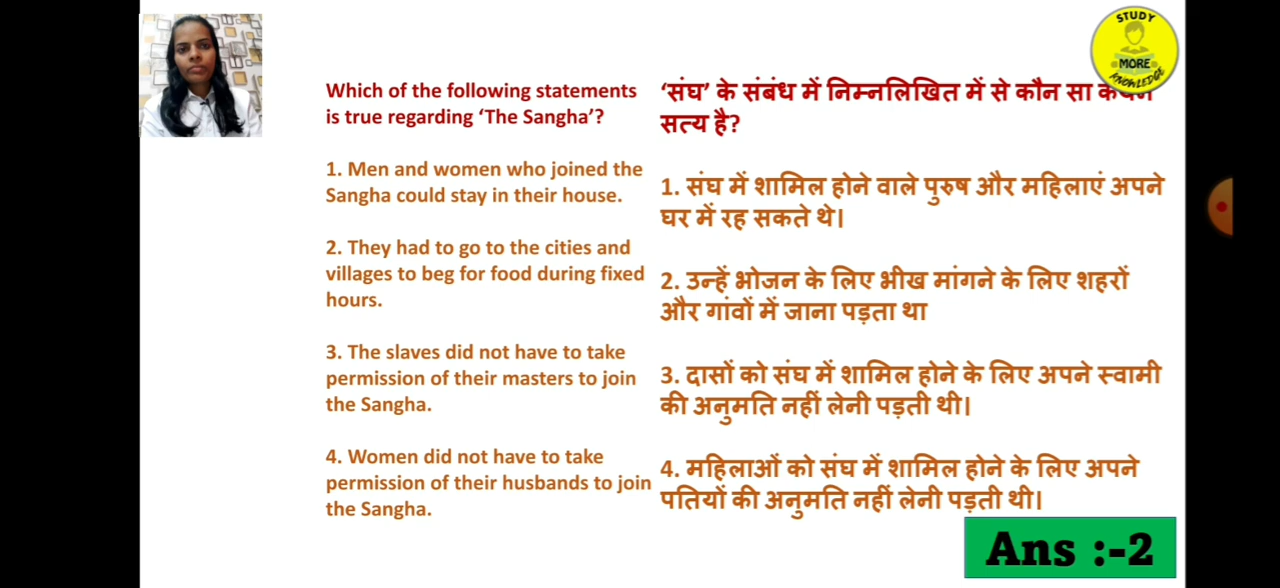 STUDY
MORE
KNOWLEDGE
Which of the following statements
is true regarding ‘The Sangha’?
1. Men and women who joined the
Sangha could stay in their house.
2. They had to go to the cities and
villages to beg for food during fixed
hours.
3. The slaves did not have to take
permission of their masters to join
the Sangha.
4. Women did not have to take
permission of their husbands to join
the Sangha.
‘संघ’ के संबंध में निम्नलिखित में से कौन सा
सत्य है?
1. संघ में शामिल होने वाले पुरुष और महिलाएं अपने
घर में रह सकते थे।
2. उन्हें भोजन के लिए भीख मांगने के लिए शहरों
और गांवों में जाना पड़ता था
3. दासों को संघ में शामिल होने के लिए अपने स्वामी
की अनुमति नहीं लेनी पड़ती थी।
4. महिलाओं को संघ में शामिल होने के लिए अपने
पतियों की अनुमति नहीं लेनी पड़ती थी।
Ans :-2